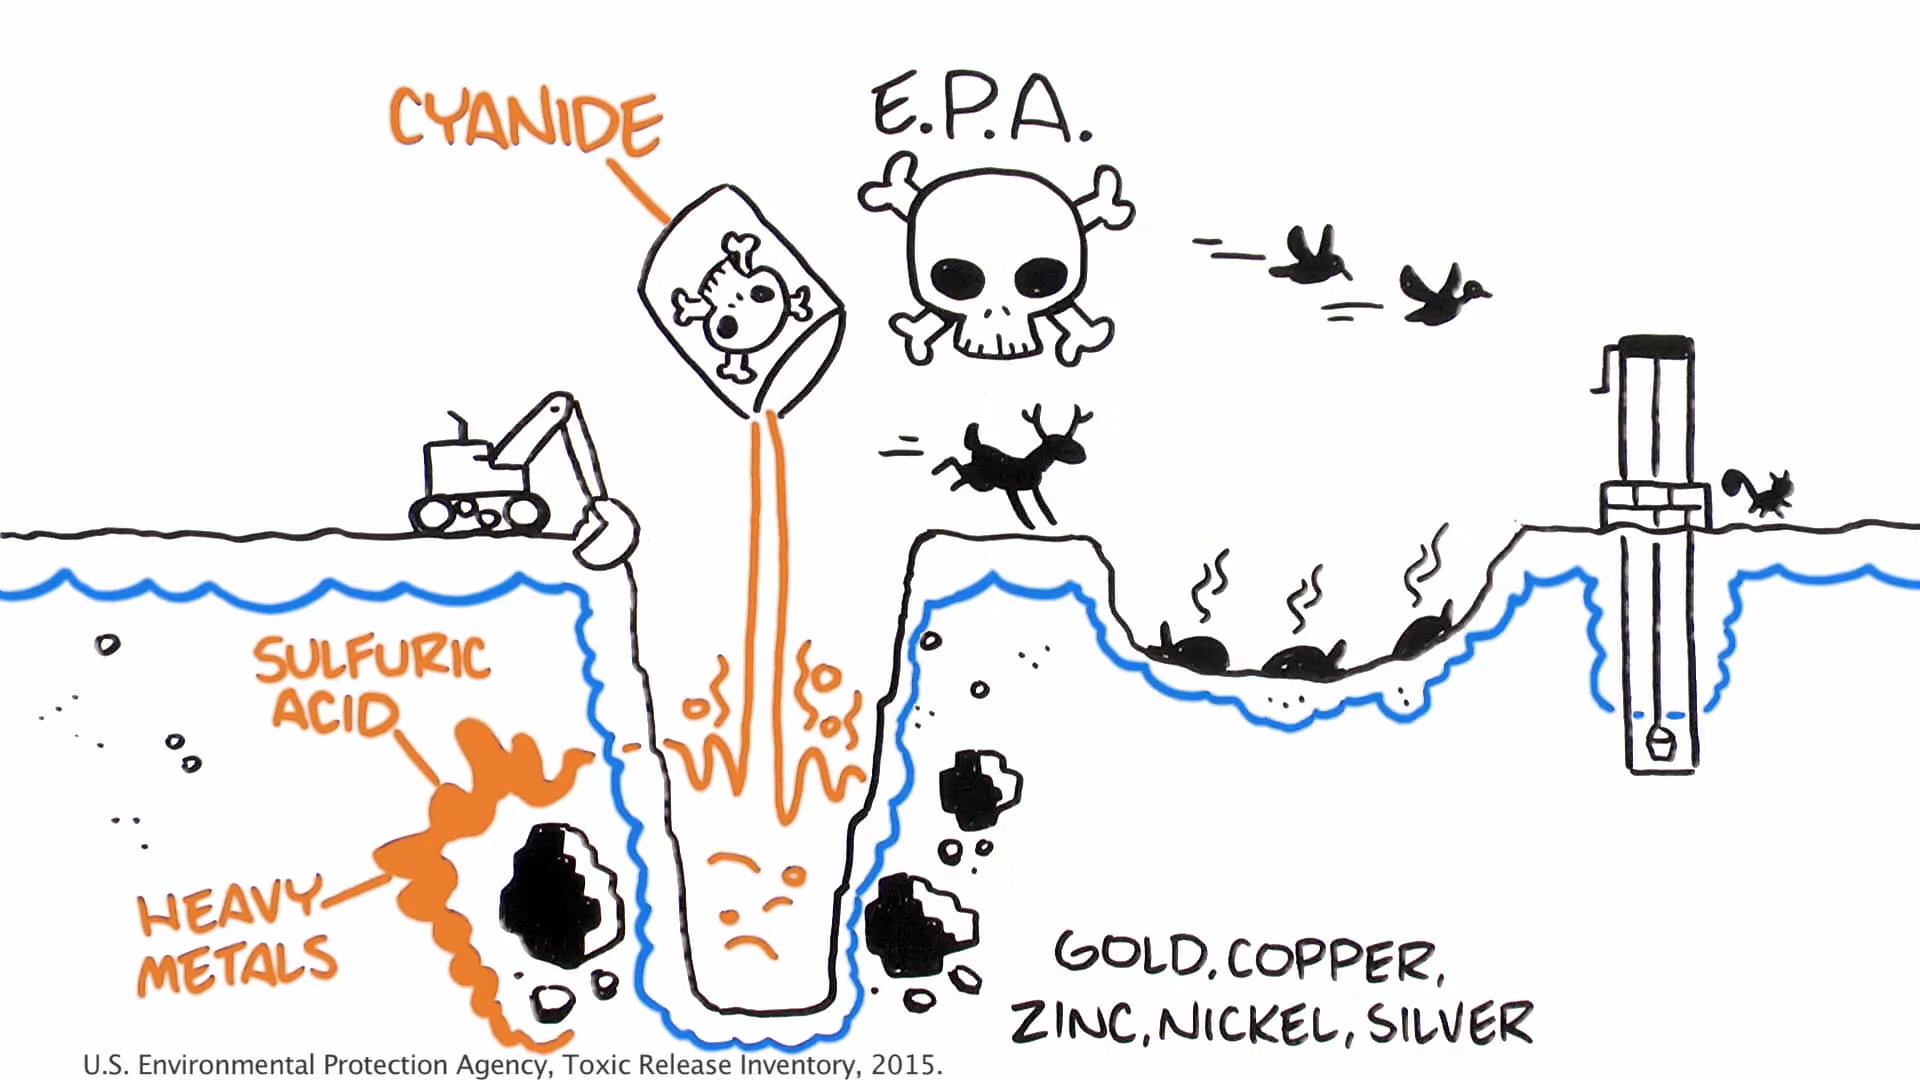 CYANIDE
E.P.A.
SULFURIC
ACID
HEAVY
METALS
GOLD, COPPER,
ZINC, NICKEL, SILVER
U.S. Environmental Protection Agency, Toxic Release Inventory, 2015.